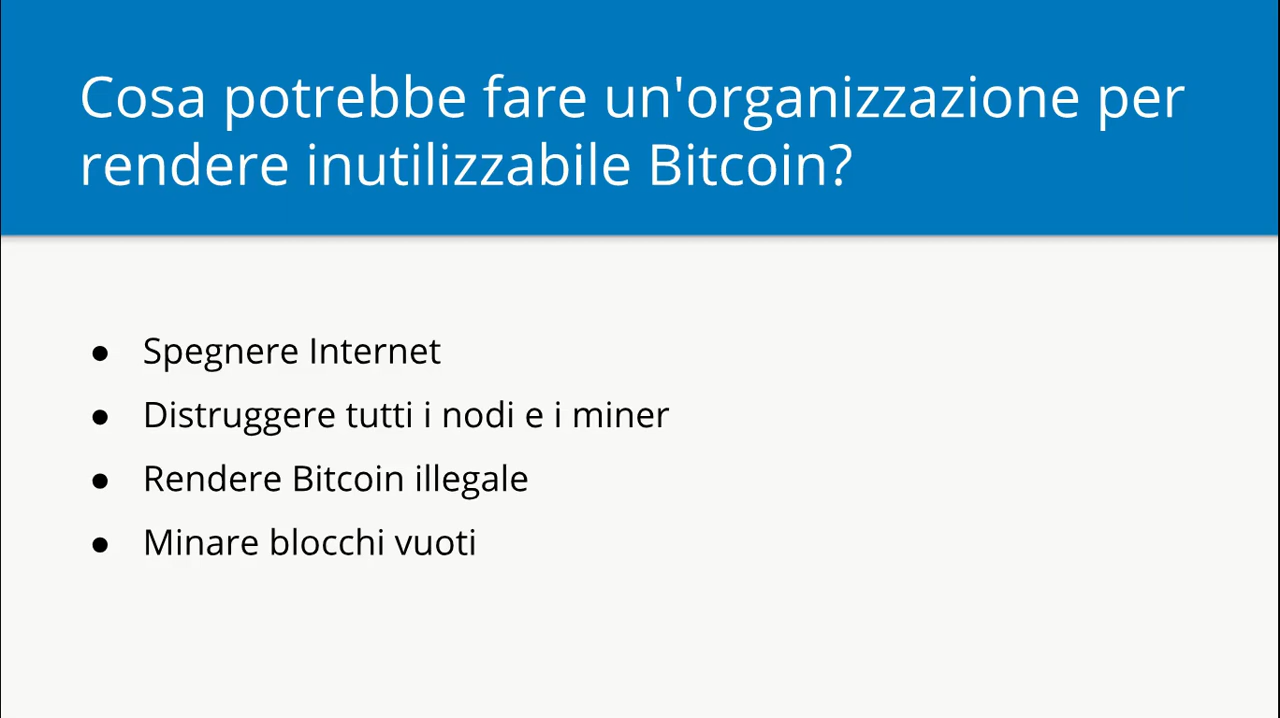 Cosa potrebbe fare un'organizzazione per
rendere inutilizzabile Bitcoin?
● Spegnere Internet
● Distruggere tutti i nodi e i miner
● Rendere Bitcoin illegale
● Minare blocchi vuoti